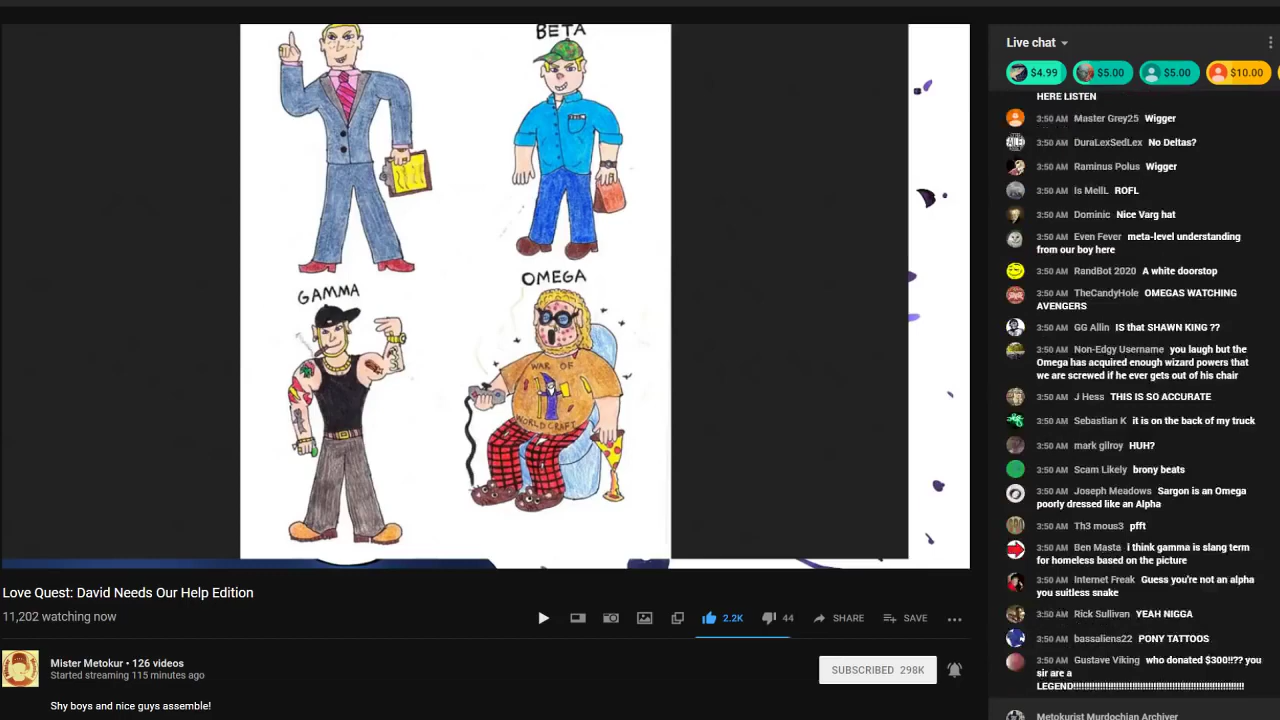 BETA
GAMMA
OMEGA
WAR OF
WORLD CRAFT
Love Quest: David Needs Our Help Edition
11,202 watching now
2.2K
44
SHARE
SAVE
Mister Metokur • 126 videos
Started streaming 115 minutes ago
SUBSCRIBED 298K
Shy boys and nice guys assemble!
Live chat
$4.99
$5.00
$5.00
$10.00
HERE LISTEN
3:50 AM Master Grey25 Wigger
3:50 AM DuraLexSedLex No Deltas?
3:50 AM Raminus Polus Wigger
3:50 AM Is MellL ROFL
3:50 AM Dominic Nice Varg hat
3:50 AM Even Fever meta-level understanding
from our boy here
3:50 AM RandBot 2020 A white doorstop
3:50 AM TheCandyHole OMEGAS WATCHING
AVENGERS
3:50 AM GG Allin IS that SHAWN KING ??
3:50 AM Non-Edgy Username you laugh but the
Omega has acquired enough wizard powers that
we are screwed if he ever gets out of his chair
3:50 AM J Hess THIS IS SO ACCURATE
3:50 AM Sebastian K it is on the back of my truck
3:50 AM mark gilroy HUH?
3:50 AM Scam Likely brony beats
3:50 AM Joseph Meadows Sargon is an Omega
poorly dressed like an Alpha
3:50 AM Th3 mous3 pfft
3:50 AM Ben Masta i think gamma is slang term
for homeless based on the picture
3:50 AM Internet Freak Guess you're not an alpha
you suitless snake
3:50 AM Rick Sullivan YEAH NIGGA
3:50 AM bassaliens22 PONY TATTOOS
3:50 AM Gustave Viking who donated $300!!?? you
sir are a
LEGEND!!!!!!!!!!!!!!!!!!!!!!!!!!!!!!!!!!!!!!!!!!!!!!!!!!!!!!!!!!
Metokurist Murdochian Archiver